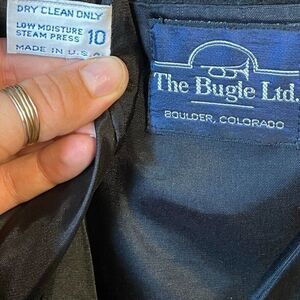 DRY CLEAN ONLY
LOW MOISTURE
STEAM PRESS 10
MADE IN U.S.A.
The Bugle Ltd.
BOULDER, COLORADO